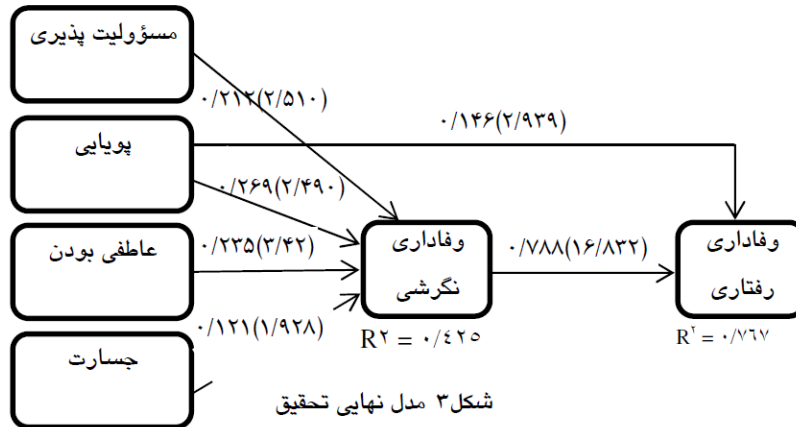 مسؤولیت پذیری
۰/۲۱۲(۲/۵۱۰)
۰/۱۴۶(۲/۹۳۹)
پویایی
۰/۲۶۹(۲/۴۹۰)
عاطفی بودن
۰/۲۳۵(۳/۴۲)
وفاداری
نگرشی
۰/۷۸۸(۱۶/۸۳۲)
وفاداری
رفتاری
۰/۱۲۱(۱/۹۲۸)
R۲ = ۰/٤٢٥
R۲ = ۰/٧٦٧
جسارت
شکل۳ مدل نهایی تحقیق